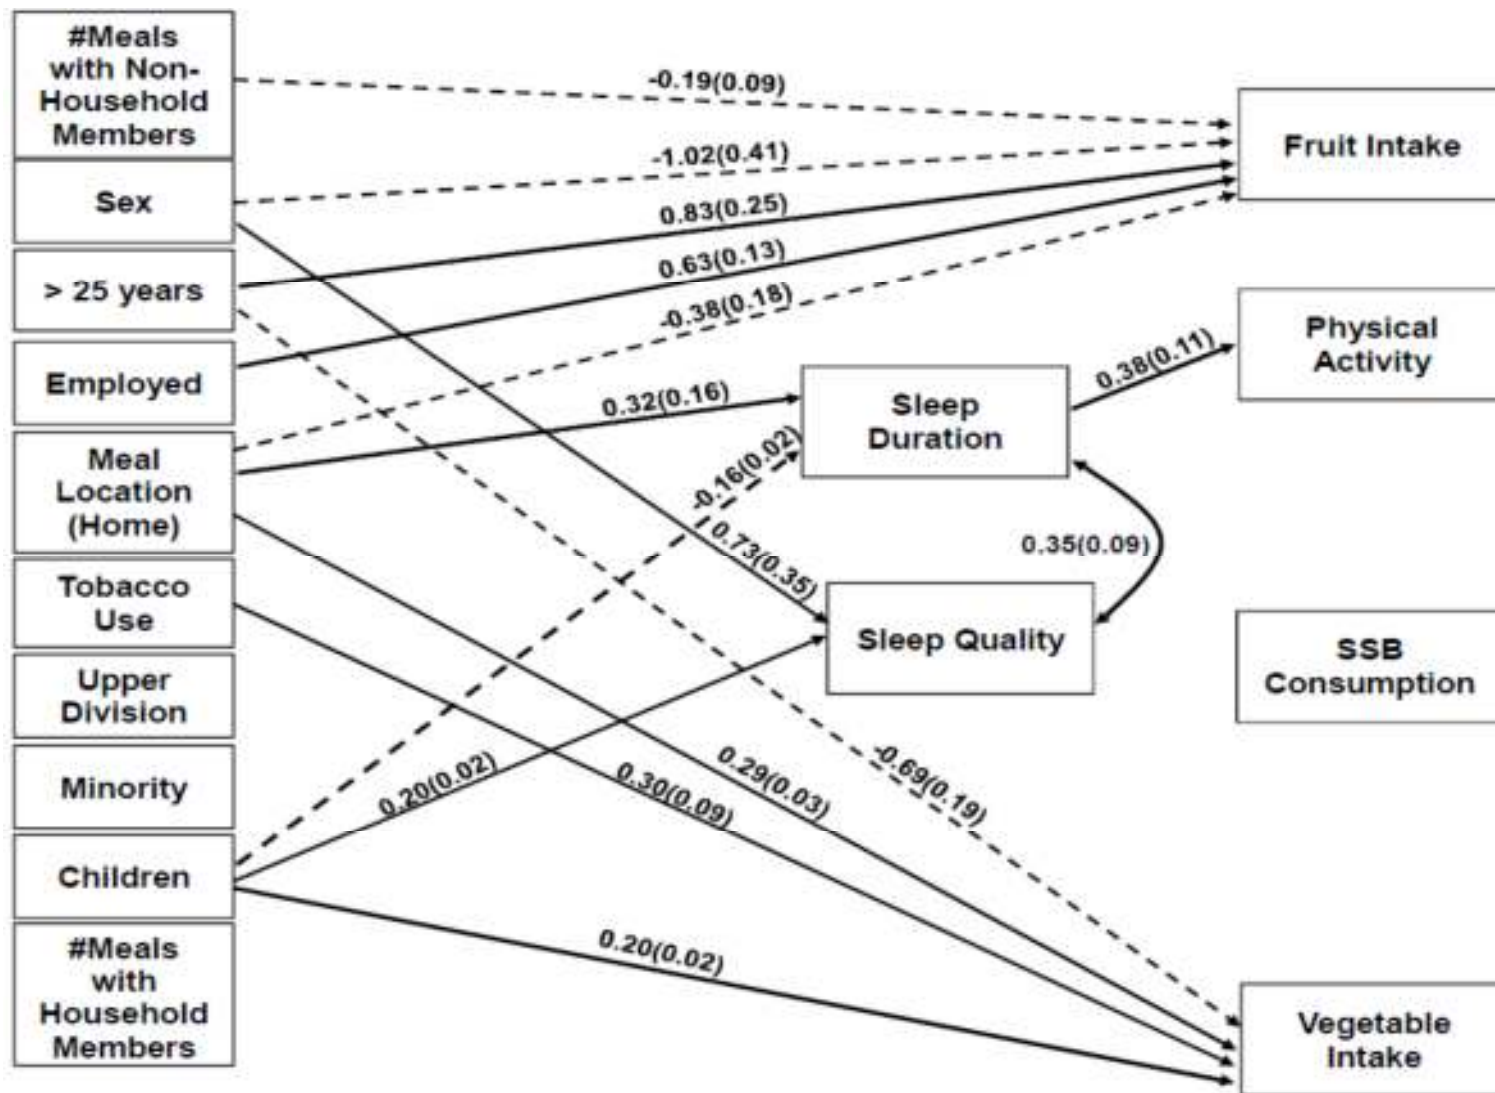 #Meals
with Non-
Household
Members
Sex
> 25 years
Employed
Meal
Location
(Home)
Tobacco
Use
Upper
Division
Minority
Children
#Meals
with
Household
Members
-0.19(0.09)
-1.02(0.41)
0.83(0.25)
0.63(0.13)
-0.38(0.18)
0.32(0.16)
-0.16(0.02)
0.73(0.35)
0.20(0.02)
0.30(0.09)
0.29(0.03)
-0.69(0.19)
0.20(0.02)
Sleep
Duration
0.38(0.11)
0.35(0.09)
Sleep Quality
Fruit Intake
Physical
Activity
SSB
Consumption
Vegetable
Intake